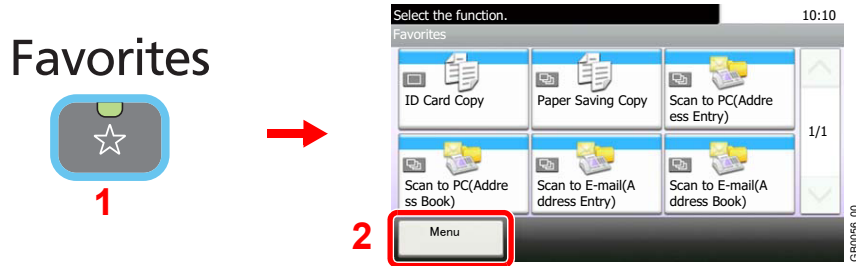 Favorites
1
Select the function.
10:10
Favorites
ID Card Copy
Paper Saving Copy
Scan to PC(Addre
ess Entry)
1/1
Scan to PC(Addre
ss Book)
Scan to E-mail(A
ddress Entry)
Scan to E-mail(A
ddress Book)
2
Menu
GB0056_00